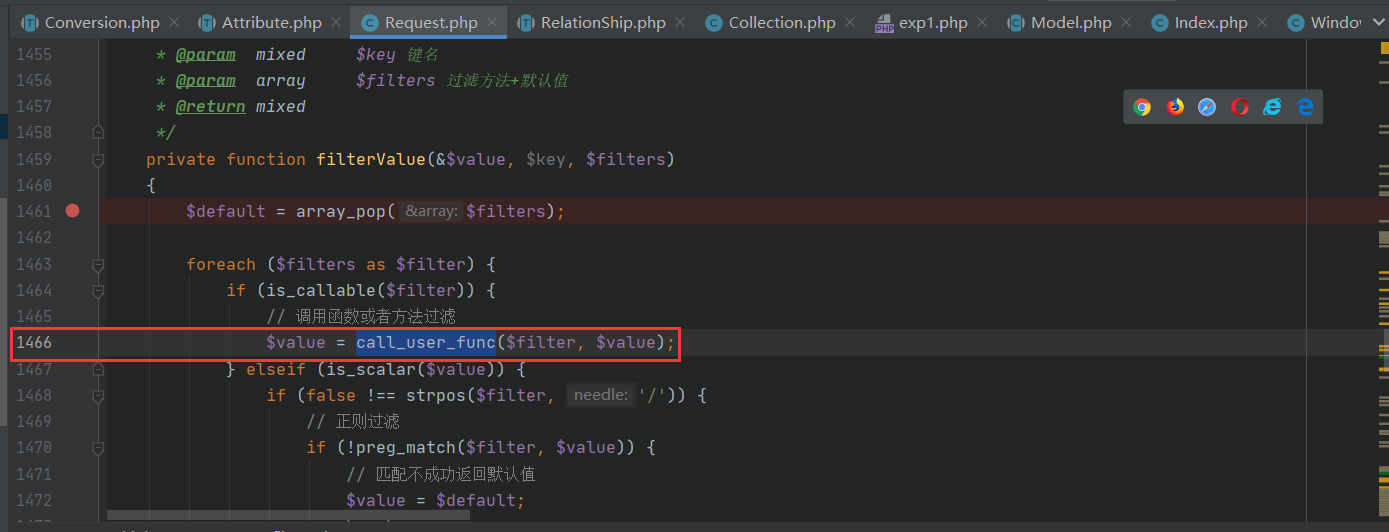 Conversion.php Attribute.php Request.php RelationShip.php Collection.php exp1.php Model.php Index.php Window
1455 * @param mixed $key 键名
1456 * @param array $filters 过滤方法+默认值
1457 * @return mixed
1458 */
1459 private function filterValue(&$value, $key, $filters)
1460 {
1461 $default = array_pop( &array: $filters);
1462
1463 foreach ($filters as $filter) {
1464 if (is_callable($filter)) {
1465 // 调用函数或者方法过滤
1466 $value = call_user_func($filter, $value);
1467 } elseif (is_scalar($value)) {
1468 if (false !== strpos($filter, needle: '/')) {
1469 // 正则过滤
1470 if (!preg_match($filter, $value)) {
1471 // 匹配不成功返回默认值
1472 $value = $default;